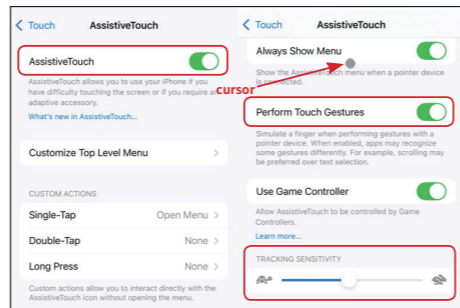 Touch AssistiveTouch
AssistiveTouch
AssistiveTouch allows you to use your iPhone if you
have difficulty touching the screen or if you require an
adaptive accessory.
What's new in AssistiveTouch...
Customize Top Level Menu
CUSTOM ACTIONS
Single-Tap Open Menu
Double-Tap None
Long Press None
Custom actions allow you to interact directly with the
AssistiveTouch icon without opening the menu.
Touch AssistiveTouch
Always Show Menu
Show the AssistiveTouch menu when a pointer device
is connected.
cursor
Perform Touch Gestures
Simulate a finger when performing gestures with a
pointer device. When enabled, apps may recognize
some gestures differently. For example, scrolling may
be preferred over text selection.
Use Game Controller
Allow AssistiveTouch to be controlled by Game
Controllers.
Learn more...
TRACKING SENSITIVITY